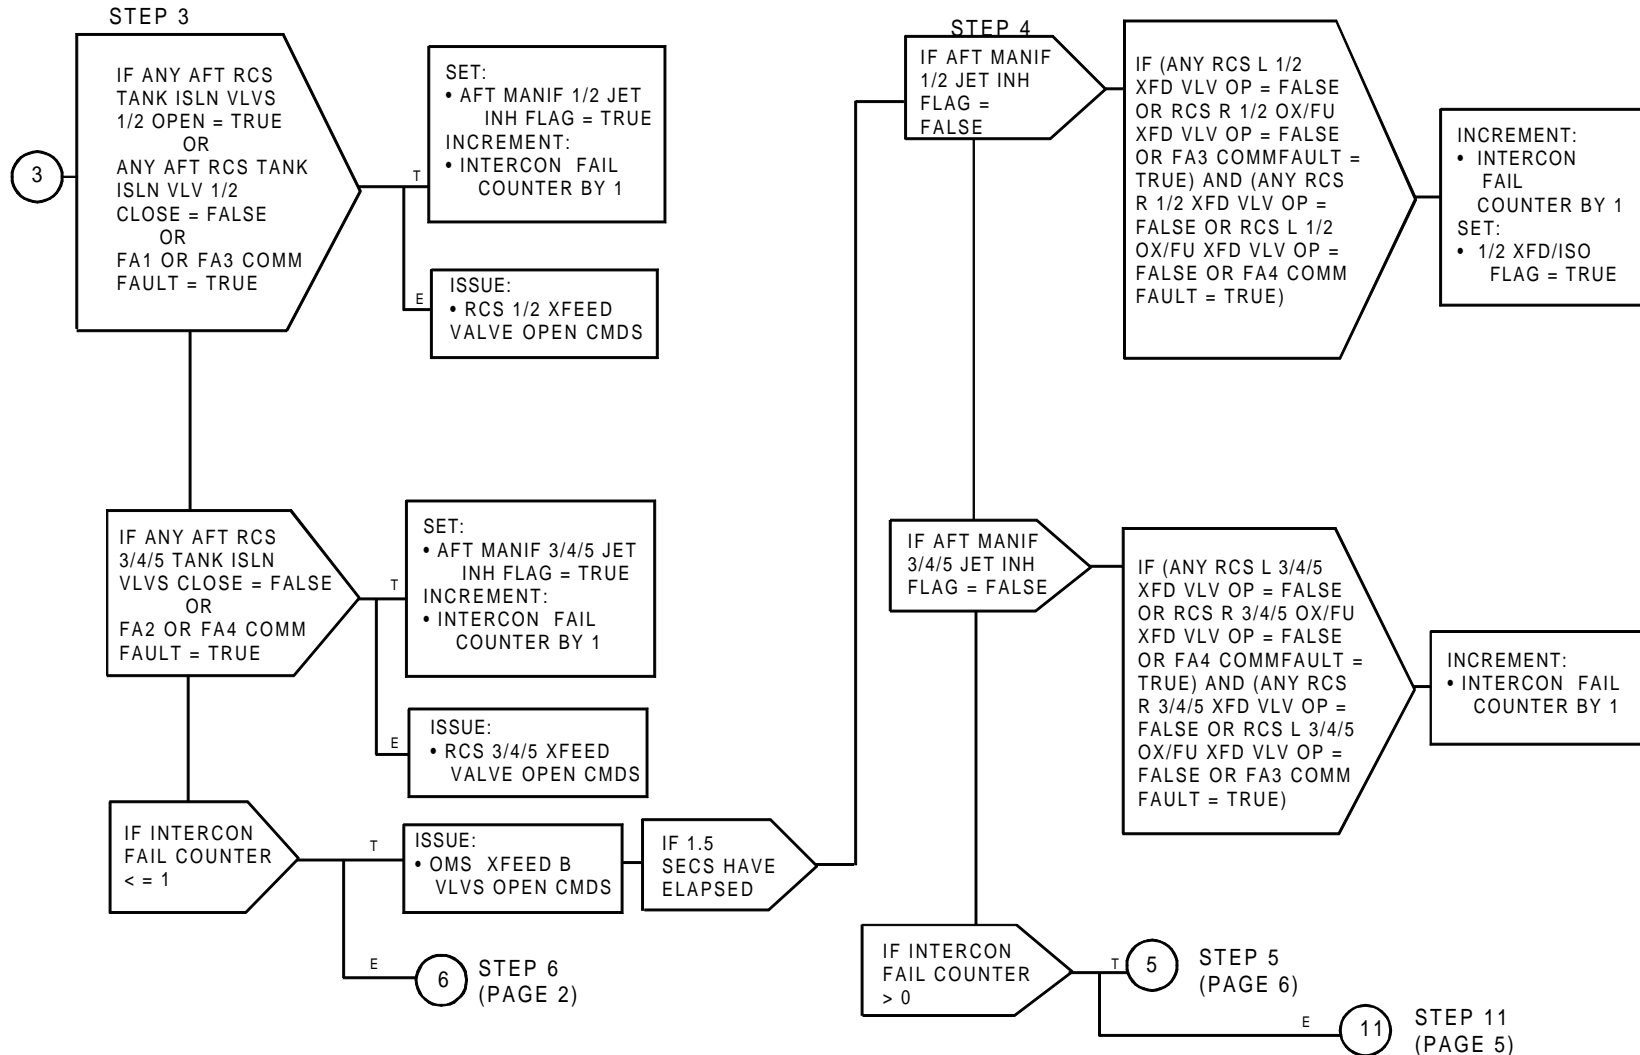 STEP 3
3
IF ANY AFT RCS
TANK ISLN VLVS
1/2 OPEN = TRUE
OR
ANY AFT RCS TANK
ISLN VLV 1/2
CLOSE = FALSE
OR
FA1 OR FA3 COMM
FAULT = TRUE
T
SET:
• AFT MANIF 1/2 JET
INH FLAG = TRUE
INCREMENT:
• INTERCON FAIL
COUNTER BY 1
E
ISSUE:
• RCS 1/2 XFEED
VALVE OPEN CMDS
IF ANY AFT RCS
3/4/5 TANK ISLN
VLVS CLOSE = FALSE
OR
FA2 OR FA4 COMM
FAULT = TRUE
T
SET:
• AFT MANIF 3/4/5 JET
INH FLAG = TRUE
INCREMENT:
• INTERCON FAIL
COUNTER BY 1
E
ISSUE:
• RCS 3/4/5 XFEED
VALVE OPEN CMDS
IF INTERCON
FAIL COUNTER
< = 1
T
ISSUE:
• OMS XFEED B
VLVS OPEN CMDS
IF 1.5
SECS HAVE
ELAPSED
E
6
STEP 6
(PAGE 2)
STEP 4
IF AFT MANIF
1/2 JET INH
FLAG =
FALSE
IF (ANY RCS L 1/2
XFD VLV OP = FALSE
OR RCS R 1/2 OX/FU
XFD VLV OP = FALSE
OR FA3 COMMFAULT =
TRUE) AND (ANY RCS
R 1/2 XFD VLV OP =
FALSE OR RCS L 1/2
OX/FU XFD VLV OP =
FALSE OR FA4 COMM
FAULT = TRUE)
INCREMENT:
• INTERCON
FAIL
COUNTER BY 1
SET:
• 1/2 XFD/ISO
FLAG = TRUE
IF AFT MANIF
3/4/5 JET INH
FLAG = FALSE
IF (ANY RCS L 3/4/5
XFD VLV OP = FALSE
OR RCS R 3/4/5 OX/FU
XFD VLV OP = FALSE
OR FA4 COMMFAULT =
TRUE) AND (ANY RCS
R 3/4/5 XFD VLV OP =
FALSE OR RCS L 3/4/5
OX/FU XFD VLV OP =
FALSE OR FA3 COMM
FAULT = TRUE)
INCREMENT:
• INTERCON FAIL
COUNTER BY 1
IF INTERCON
FAIL COUNTER
> 0
T
5
STEP 5
(PAGE 6)
E
11
STEP 11
(PAGE 5)